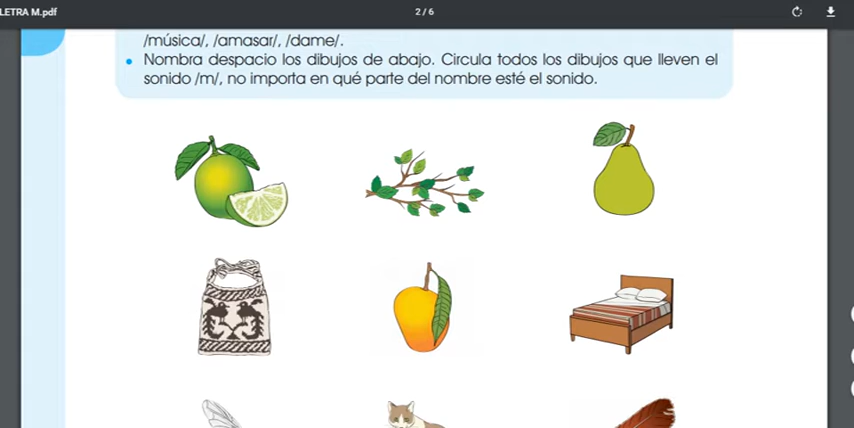 LETRA M.pdf
2 / 6
/música/, /amasar/, /dame/.
• Nombra despacio los dibujos de abajo. Circula todos los dibujos que lleven el
sonido /m/, no importa en qué parte del nombre esté el sonido.